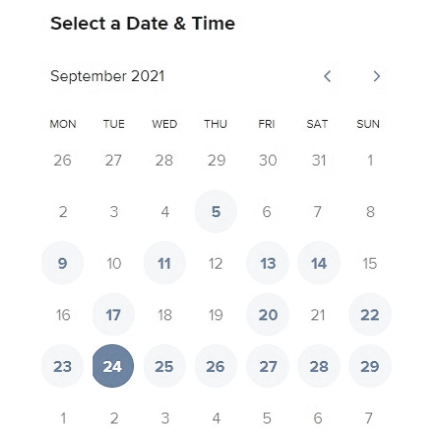 Select a Date & Time
September 2021
MON TUE WED THU FRI SAT SUN
26 27 28 29 30 31 1
2 3 4 5 6 7 8
9 10 11 12 13 14 15
16 17 18 19 20 21 22
23 24 25 26 27 28 29
1 2 3 4 5 6 7